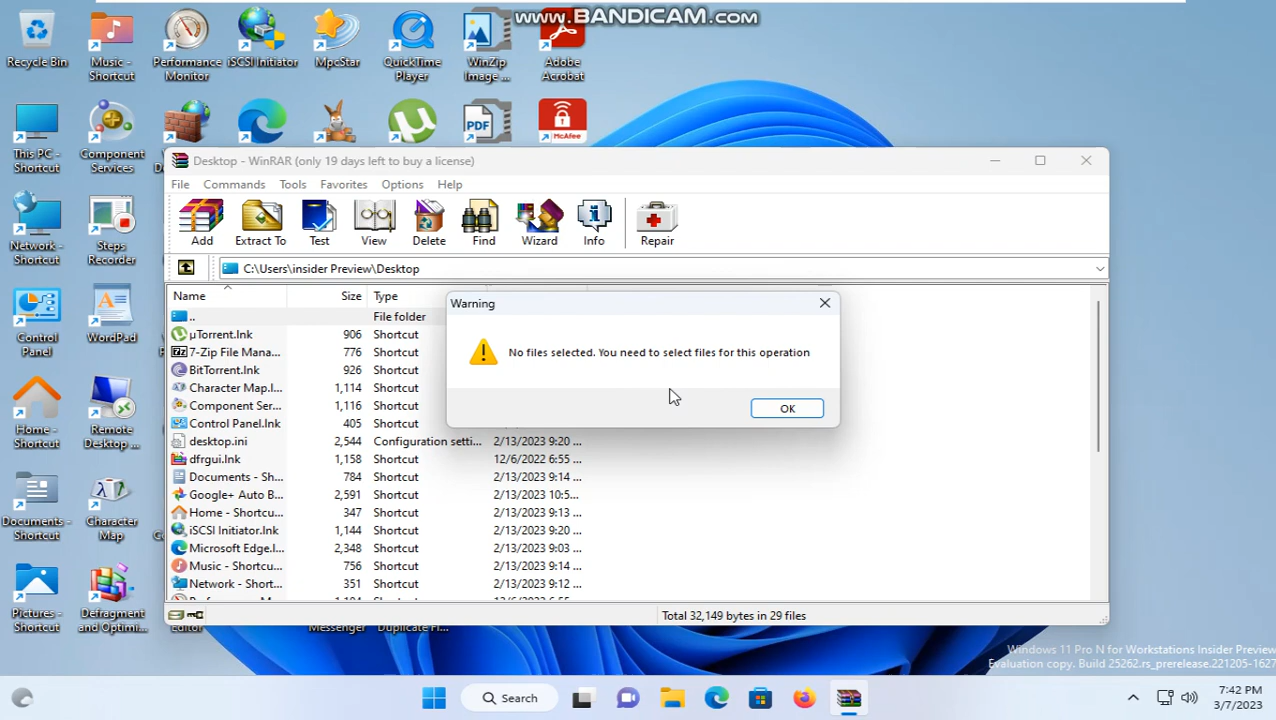 www.BANDICAM.com
Recycle Bin
Music - Shortcut
Performance Monitor
iSCSI Initiator
MpcStar
QuickTime Player
WinZip Image ...
Adobe Acrobat
This PC - Shortcut
Component Services
PDF
McAfee
Network - Shortcut
Steps Recorder
Control Panel
WordPad
Home - Shortcut
Remote Desktop ...
Documents - Shortcut
Character Map
Pictures - Shortcut
Defragment and Optimi...
Desktop - WinRAR (only 19 days left to buy a license)
File Commands Tools Favorites Options Help
Add Extract To Test View Delete Find Wizard Info Repair
C:\Users\insider Preview\Desktop
Name Size Type
.. File folder
µTorrent.lnk 906 Shortcut
7-Zip File Mana... 776 Shortcut
BitTorrent.lnk 926 Shortcut
Character Map.l... 1,114 Shortcut
Component Ser... 1,116 Shortcut
Control Panel.lnk 405 Shortcut
desktop.ini 2,544 Configuration setti... 2/13/2023 9:20 ...
dfrgui.lnk 1,158 Shortcut 12/6/2022 6:55 ...
Documents - Sh... 784 Shortcut 2/13/2023 9:14 ...
Google+ Auto B... 2,591 Shortcut 2/13/2023 10:5...
Home - Shortcu... 347 Shortcut 2/13/2023 9:13 ...
iSCSI Initiator.lnk 1,144 Shortcut 2/13/2023 9:20 ...
Microsoft Edge.l... 2,348 Shortcut 2/13/2023 9:03 ...
Music - Shortcu... 756 Shortcut 2/13/2023 9:14 ...
Network - Short... 351 Shortcut 2/13/2023 9:12 ...
Warning
No files selected. You need to select files for this operation
OK
Total 32,149 bytes in 29 files
Editor
Messenger
Duplicate Fi...
Windows 11 Pro N for Workstations Insider Preview
Evaluation copy. Build 25262.rs_prerelease.221205-1627
Search
7:42 PM
3/7/2023